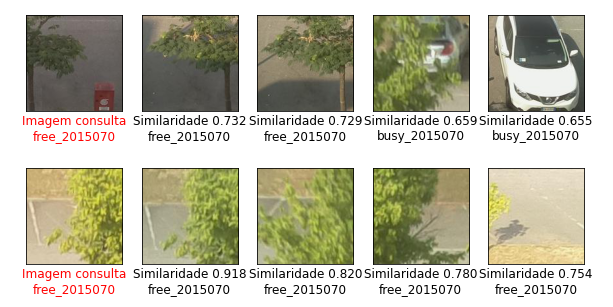 Imagem consulta
free_2015070
Similaridade 0.732
free_2015070
Similaridade 0.729
free_2015070
Similaridade 0.659
busy_2015070
Similaridade 0.655
busy_2015070
Imagem consulta
free_2015070
Similaridade 0.918
free_2015070
Similaridade 0.820
free_2015070
Similaridade 0.780
free_2015070
Similaridade 0.754
free_2015070